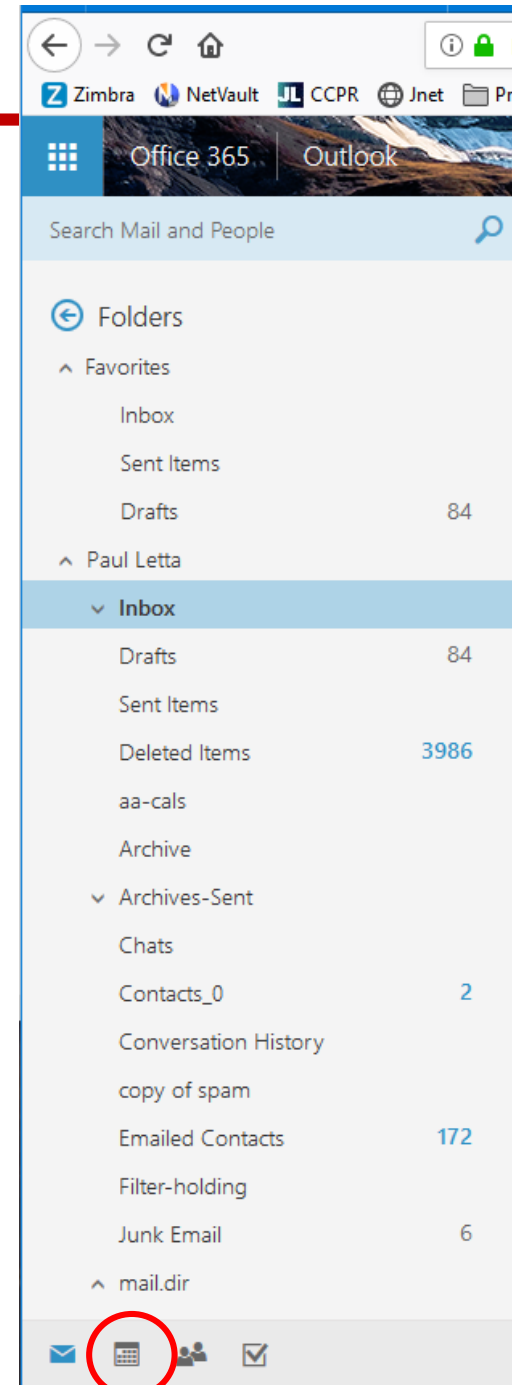 Zimbra NetVault JL CCPR Jnet Pr
Office 365 Outlook
Search Mail and People
Folders
Favorites
Inbox
Sent Items
Drafts 84
Paul Letta
Inbox
Drafts 84
Sent Items
Deleted Items 3986
aa-cals
Archive
Archives-Sent
Chats
Contacts_0 2
Conversation History
copy of spam
Emailed Contacts 172
Filter-holding
Junk Email 6
mail.dir